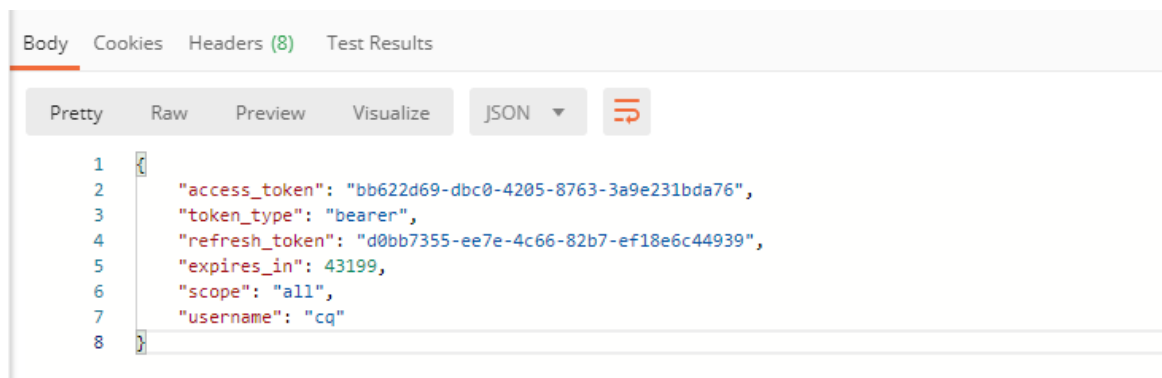 Body Cookies Headers (8) Test Results
Pretty Raw Preview Visualize JSON
1 {
2 "access_token": "bb622d69-dbc0-4205-8763-3a9e231bda76",
3 "token_type": "bearer",
4 "refresh_token": "d0bb7355-ee7e-4c66-82b7-ef18e6c44939",
5 "expires_in": 43199,
6 "scope": "all",
7 "username": "cq"
8 }